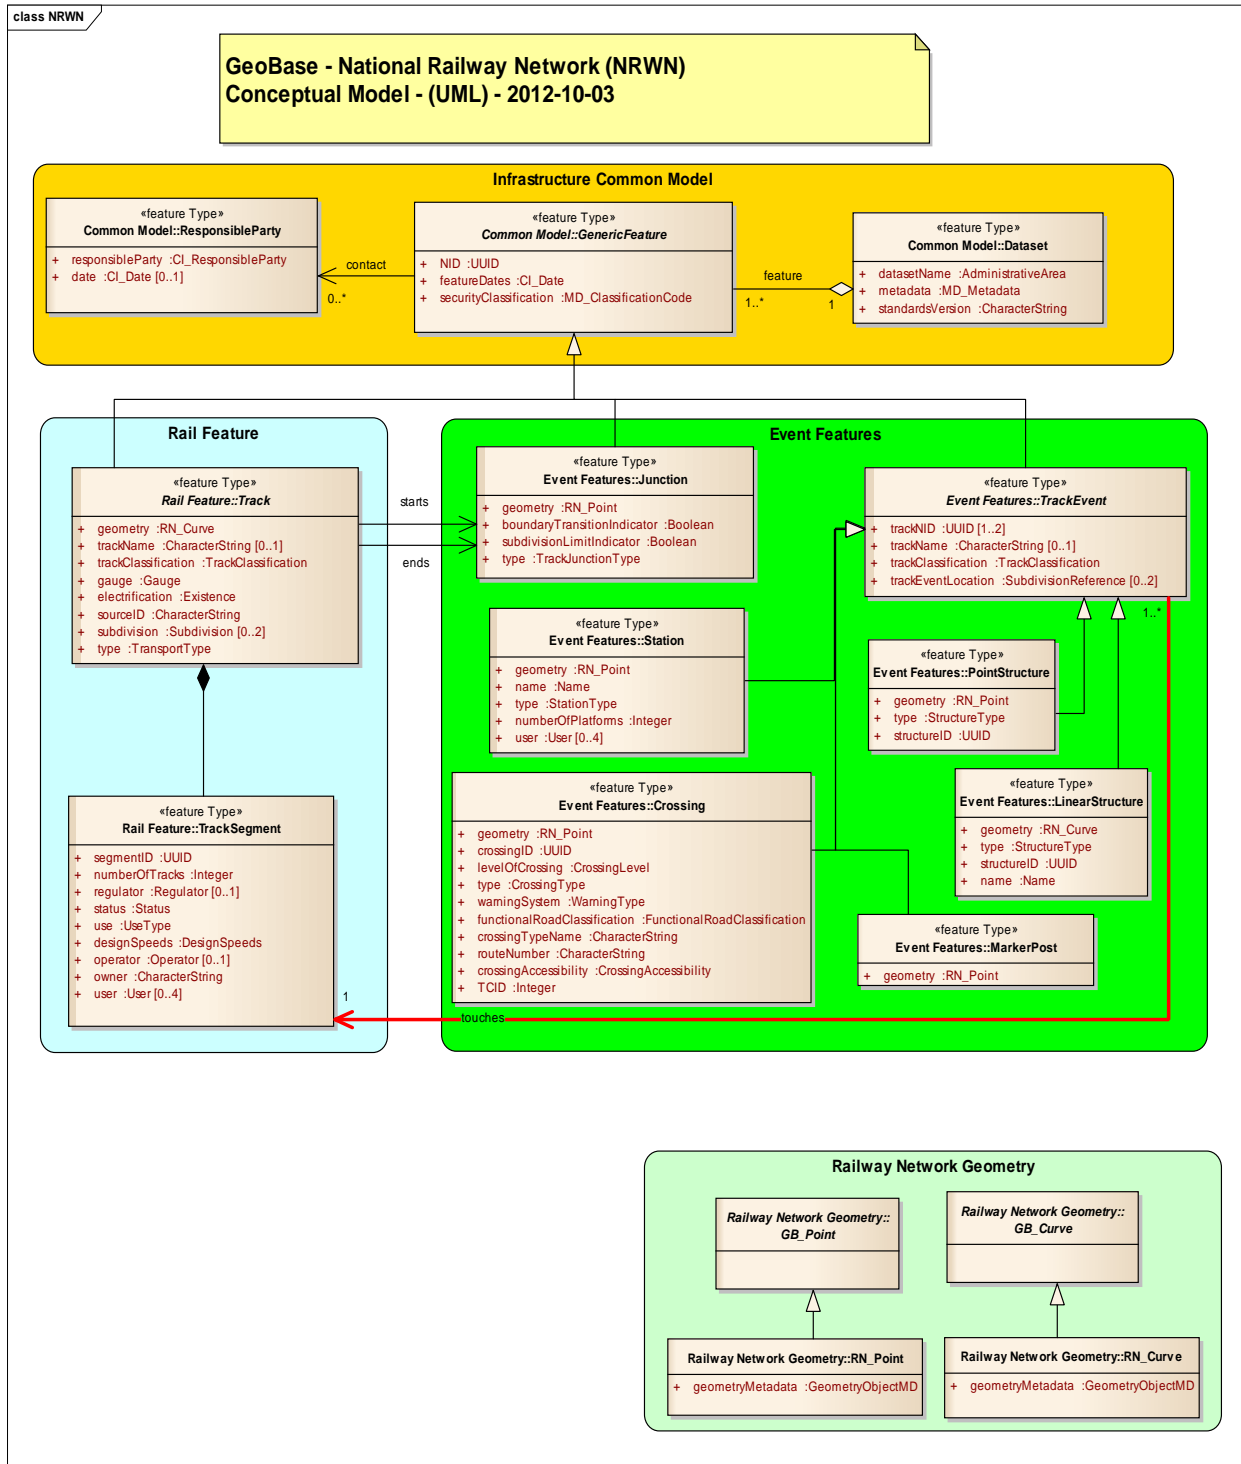 class NRWN
GeoBase - National Railway Network (NRWN)
Conceptual Model - (UML) - 2012-10-03
Infrastructure Common Model
«feature Type»
Common Model::ResponsibleParty
+ responsibleParty :CI_ResponsibleParty
+ date :CI_Date [0..1]
contact
0..*
«feature Type»
Common Model::GenericFeature
+ NID :UUID
+ featureDates :CI_Date
+ securityClassification :MD_ClassificationCode
feature
1..*
1
«feature Type»
Common Model::Dataset
+ datasetName :AdministrativeArea
+ metadata :MD_Metadata
+ standardsVersion :CharacterString
Rail Feature
«feature Type»
Rail Feature::Track
+ geometry :RN_Curve
+ trackName :CharacterString [0..1]
+ trackClassification :TrackClassification
+ gauge :Gauge
+ electrification :Existence
+ sourceID :CharacterString
+ subdivision :Subdivision [0..2]
+ type :TransportType
starts
ends
«feature Type»
Rail Feature::TrackSegment
+ segmentID :UUID
+ numberOfTracks :Integer
+ regulator :Regulator [0..1]
+ status :Status
+ use :UseType
+ designSpeeds :DesignSpeeds
+ operator :Operator [0..1]
+ owner :CharacterString
+ user :User [0..4]
1
Event Features
«feature Type»
Event Features::Junction
+ geometry :RN_Point
+ boundaryTransitionIndicator :Boolean
+ subdivisionLimitIndicator :Boolean
+ type :TrackJunctionType
«feature Type»
Event Features::TrackEvent
+ trackNID :UUID [1..2]
+ trackName :CharacterString [0..1]
+ trackClassification :TrackClassification
+ trackEventLocation :SubdivisionReference [0..2]
1..*
«feature Type»
Event Features::Station
+ geometry :RN_Point
+ name :Name
+ type :StationType
+ numberOfPlatforms :Integer
+ user :User [0..4]
«feature Type»
Event Features::PointStructure
+ geometry :RN_Point
+ type :StructureType
+ structureID :UUID
«feature Type»
Event Features::LinearStructure
+ geometry :RN_Curve
+ type :StructureType
+ structureID :UUID
+ name :Name
«feature Type»
Event Features::Crossing
+ geometry :RN_Point
+ crossingID :UUID
+ levelOfCrossing :CrossingLevel
+ type :CrossingType
+ warningSystem :WarningType
+ functionalRoadClassification :FunctionalRoadClassification
+ crossingTypeName :CharacterString
+ routeNumber :CharacterString
+ crossingAccessibility :CrossingAccessibility
+ TCID :Integer
«feature Type»
Event Features::MarkerPost
+ geometry :RN_Point
touches
Railway Network Geometry
Railway Network Geometry::
GB_Point
Railway Network Geometry::
GB_Curve
Railway Network Geometry::RN_Point
+ geometryMetadata :GeometryObjectMD
Railway Network Geometry::RN_Curve
+ geometryMetadata :GeometryObjectMD